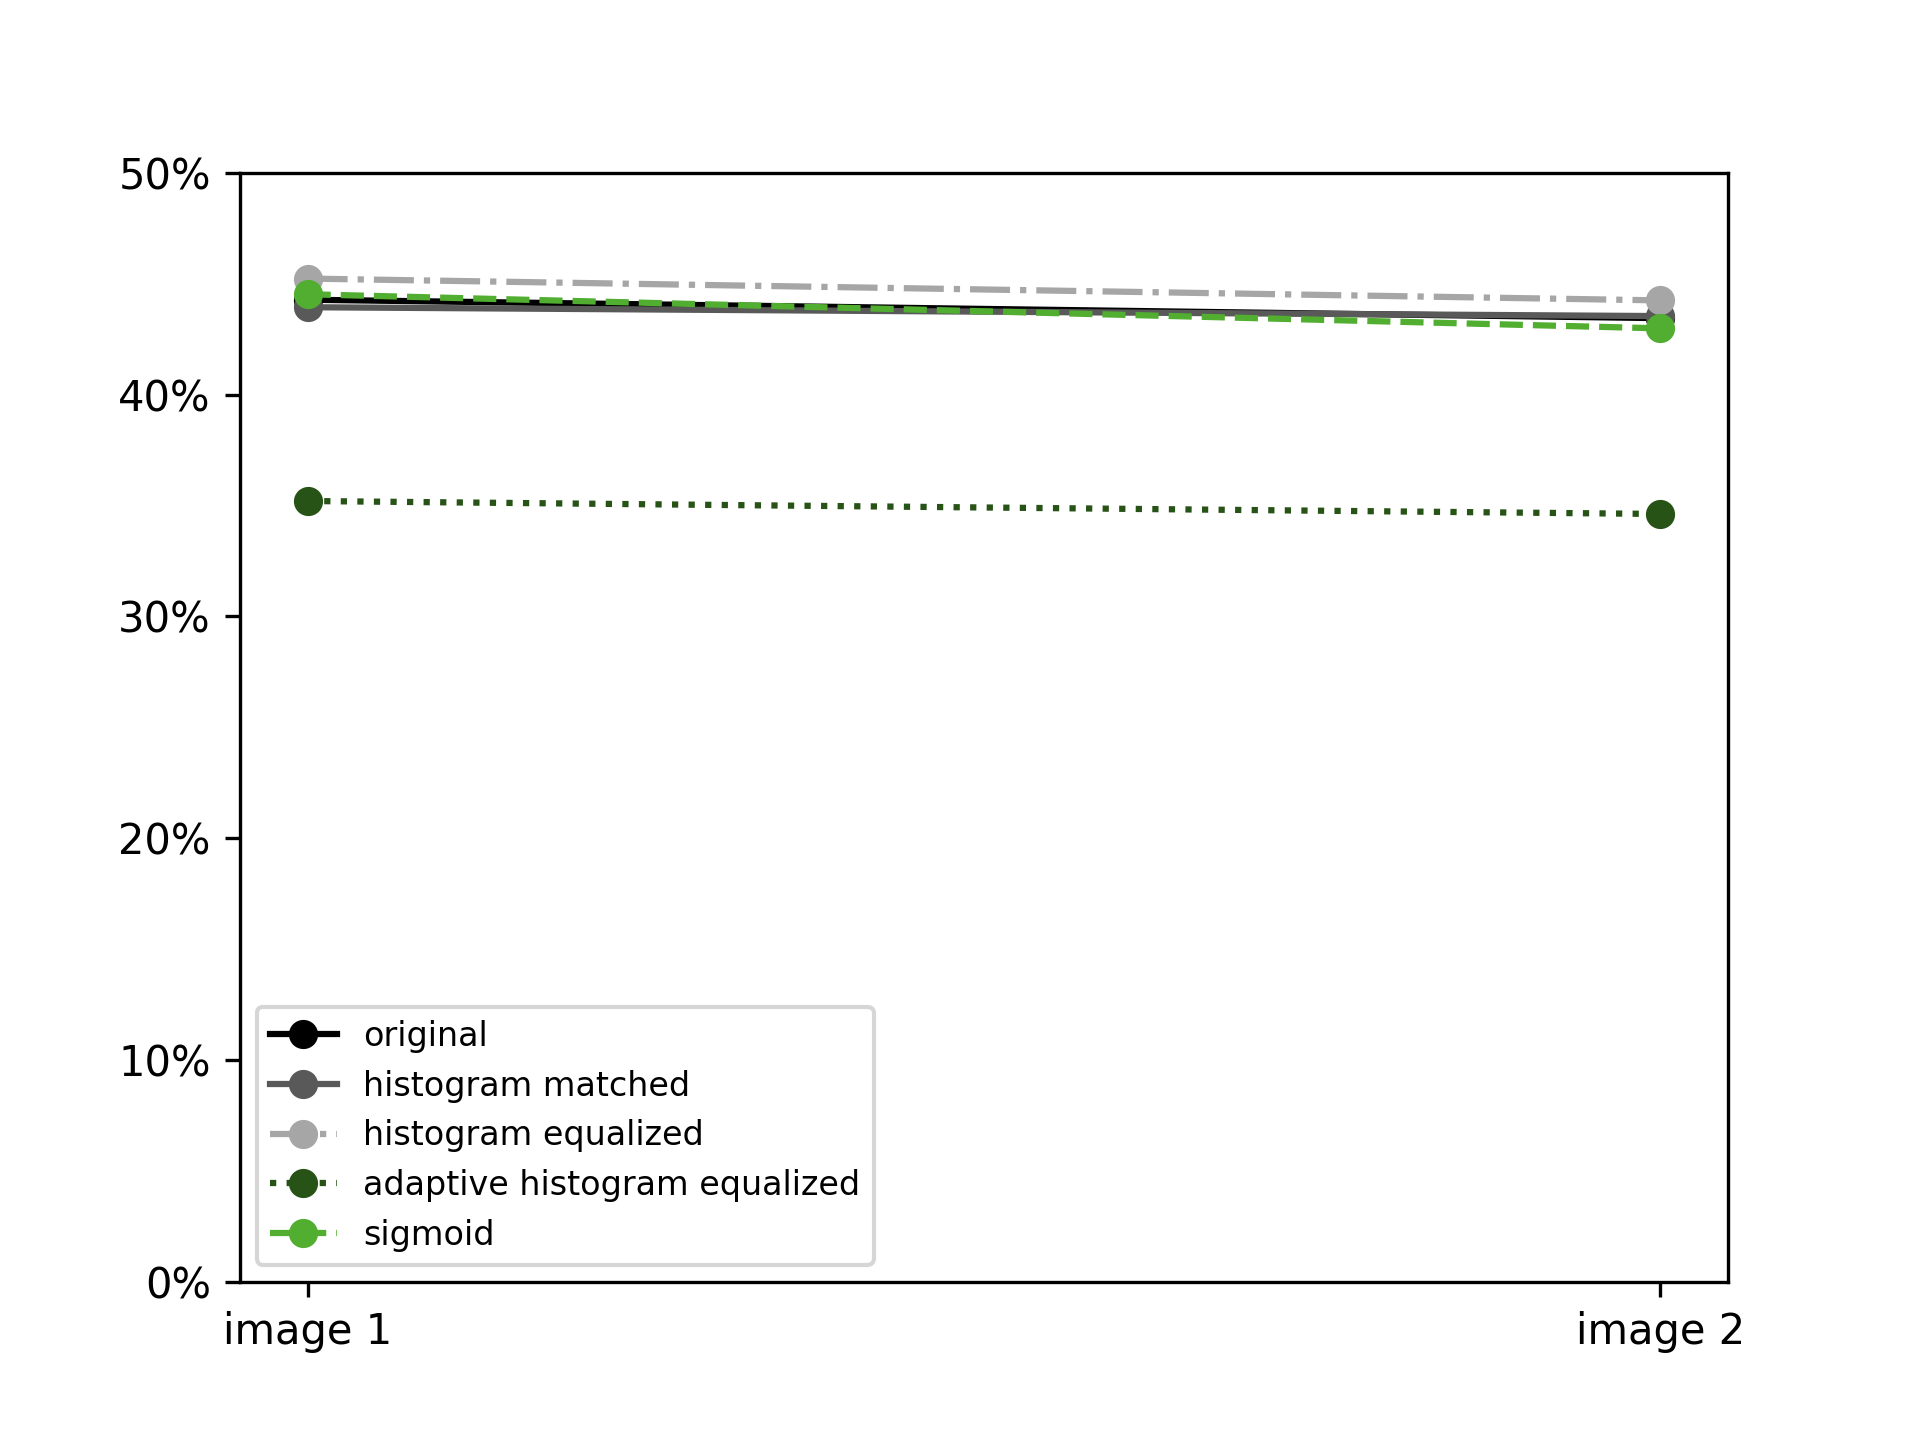 50%
40%
30%
20%
10%
0%
original
histogram matched
histogram equalized
adaptive histogram equalized
sigmoid
image 1
image 2